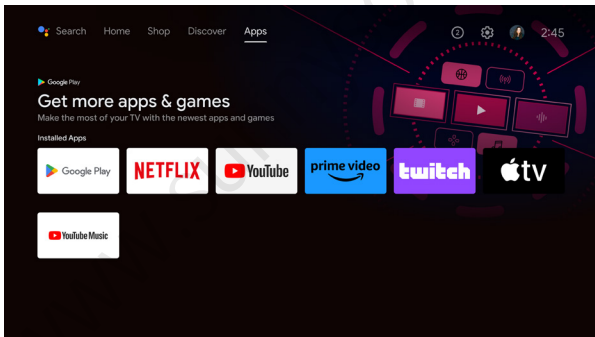 Search Home Shop Discover Apps 2 2:45
Google Play
Get more apps & games
Make the most of your TV with the newest apps and games
Installed Apps
Google Play NETFLIX YouTube prime video twitch tv
YouTube Music